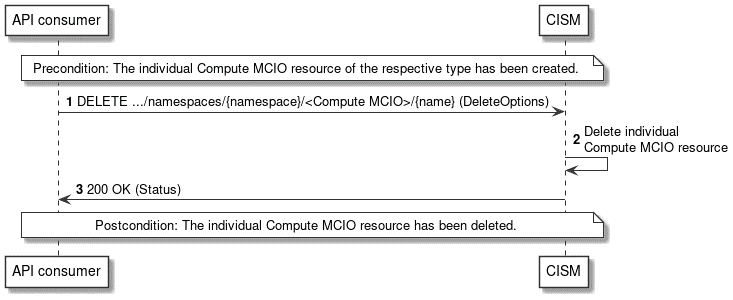 API consumer
CISM
Precondition: The individual Compute MCIO resource of the respective type has been created.
1 DELETE .../namespaces/{namespace}/<Compute MCIO>/{name} (DeleteOptions)
2 Delete individual
Compute MCIO resource
3 200 OK (Status)
Postcondition: The individual Compute MCIO resource has been deleted.
API consumer
CISM